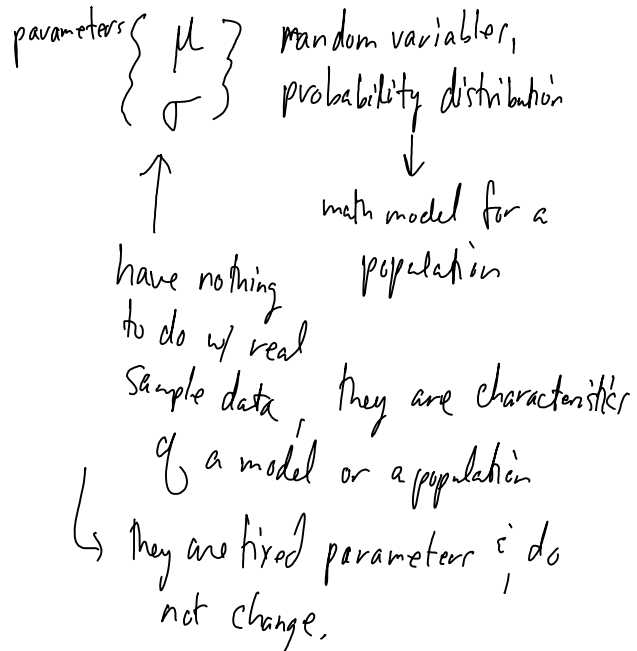 parameters { μ σ } random variables,
probability distribution
↓
math model for a
population
↑
have nothing
to do w/ real
sample data, they are characteristics
of a model or a population
↳ they are fixed parameters & do
not change.